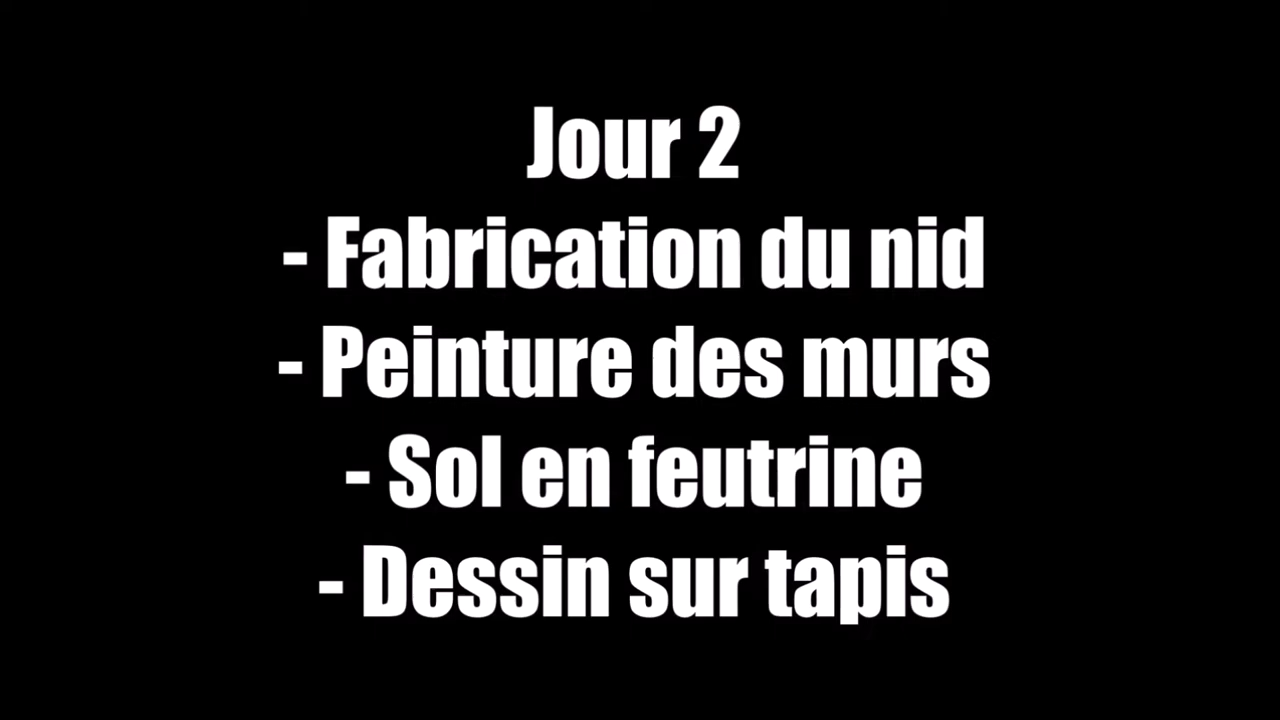 Jour 2
- Fabrication du nid
- Peinture des murs
- Sol en feutrine
- Dessin sur tapis